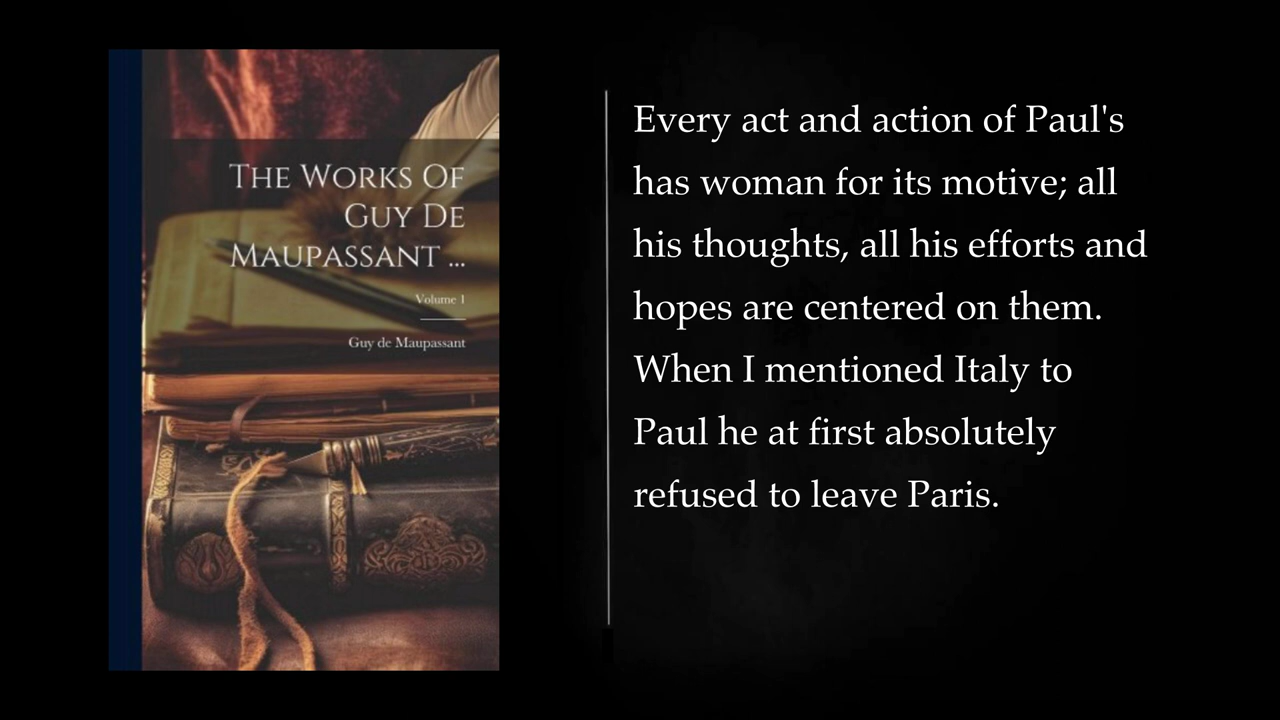 THE WORKS OF
GUY DE
MAUPASSANT ...
Volume 1
Guy de Maupassant
Every act and action of Paul's
has woman for its motive; all
his thoughts, all his efforts and
hopes are centered on them.
When I mentioned Italy to
Paul he at first absolutely
refused to leave Paris.